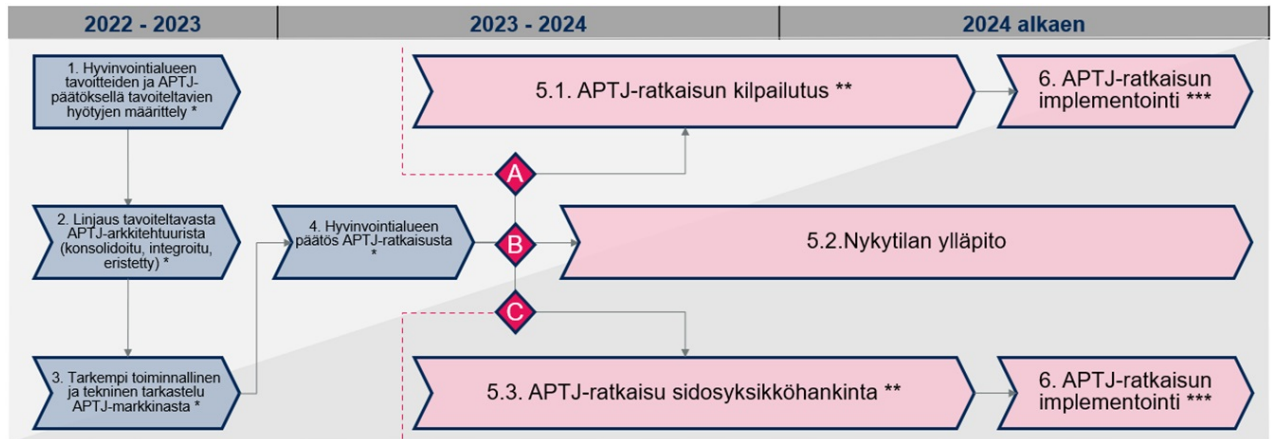 2022 - 2023
2023 - 2024
2024 alkaen
1. Hyvinvointialueen
tavoitteiden ja APTJ-
päätöksellä tavoiteltavien
hyötyjen määrittely *
5.1. APTJ-ratkaisun kilpailutus **
6. APTJ-ratkaisun
implementointi ***
A
2. Linjaus tavoiteltavasta
APTJ-arkkitehtuurista
(konsolidoitu, integroitu,
eristetty) *
4. Hyvinvointialueen
päätös APTJ-ratkaisusta
*
B
5.2.Nykytilan ylläpito
C
3. Tarkempi toiminnallinen
ja tekninen tarkastelu
APTJ-markkinasta *
5.3. APTJ-ratkaisu sidosyksikköhankinta **
6. APTJ-ratkaisun
implementointi ***